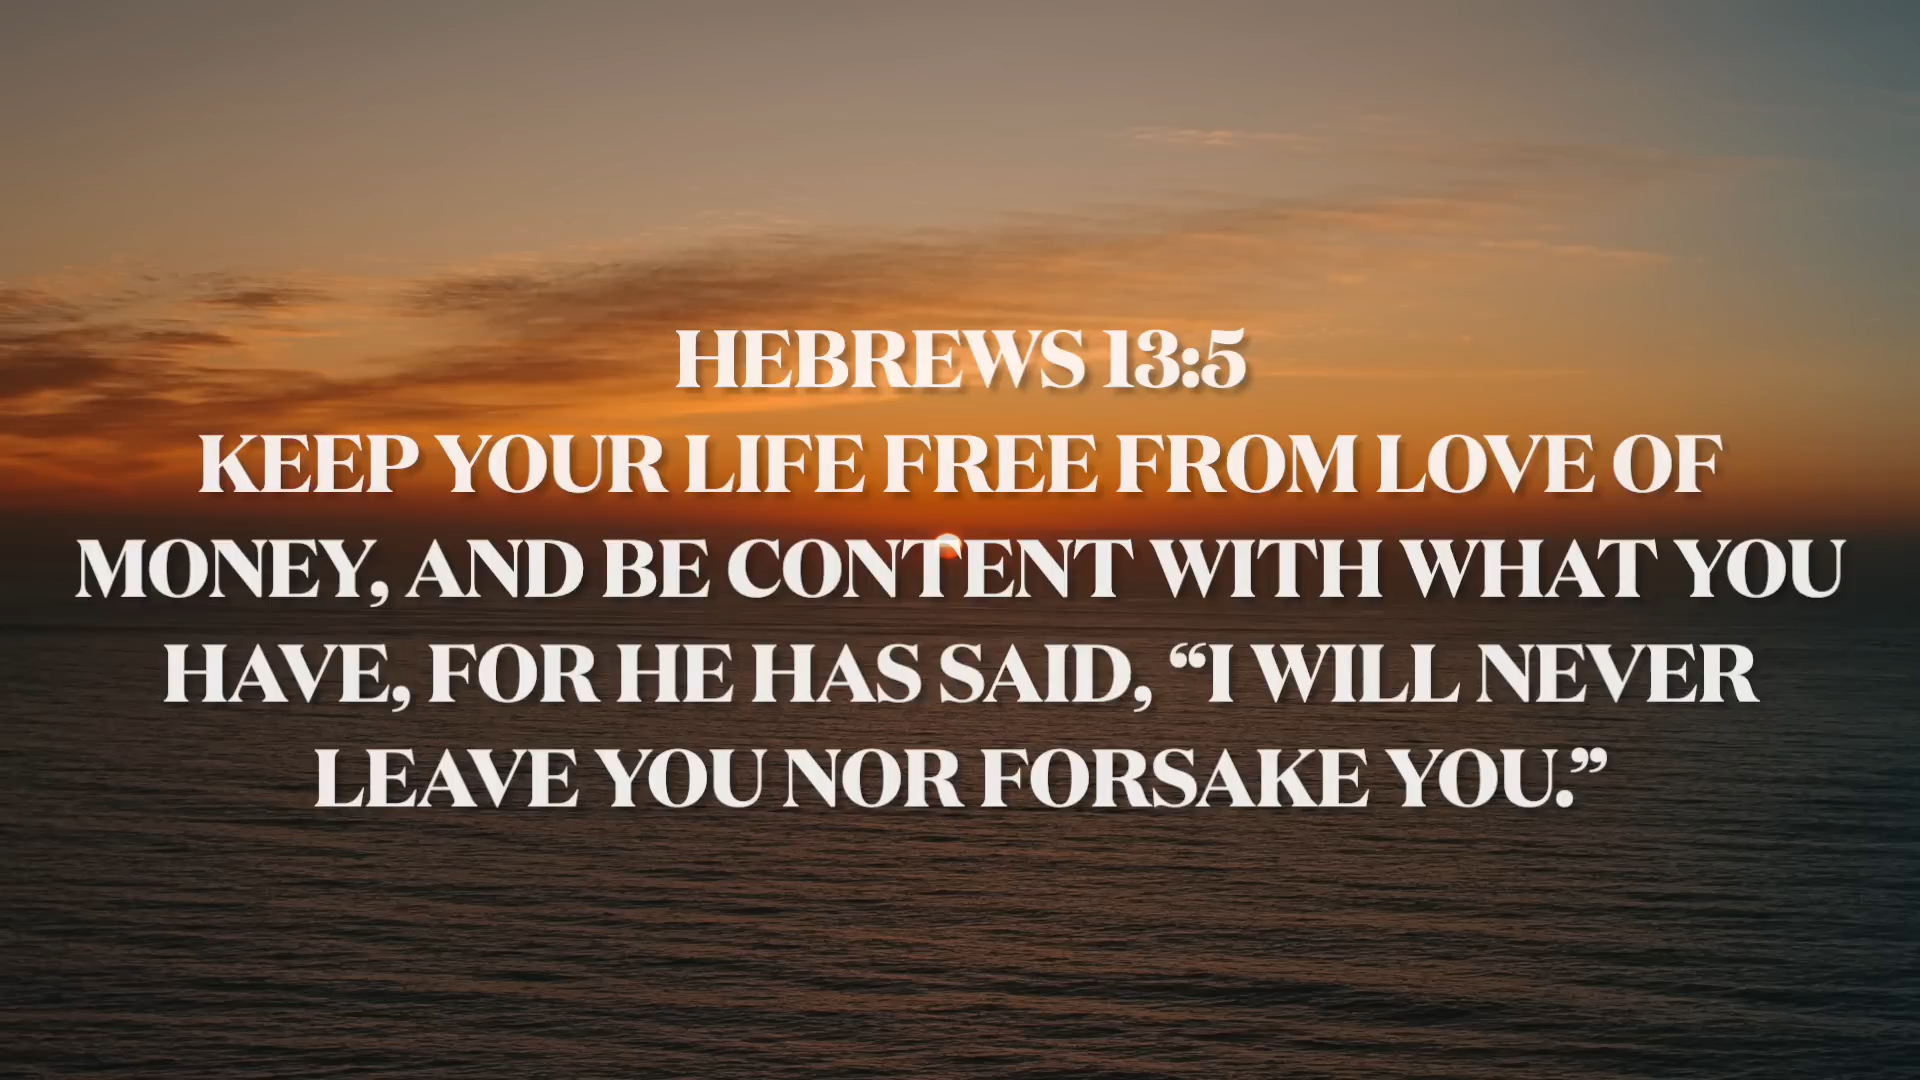 HEBREWS 13:5
KEEP YOUR LIFE FREE FROM LOVE OF
MONEY, AND BE CONTENT WITH WHAT YOU
HAVE, FOR HE HAS SAID, “I WILL NEVER
LEAVE YOU NOR FORSAKE YOU.”